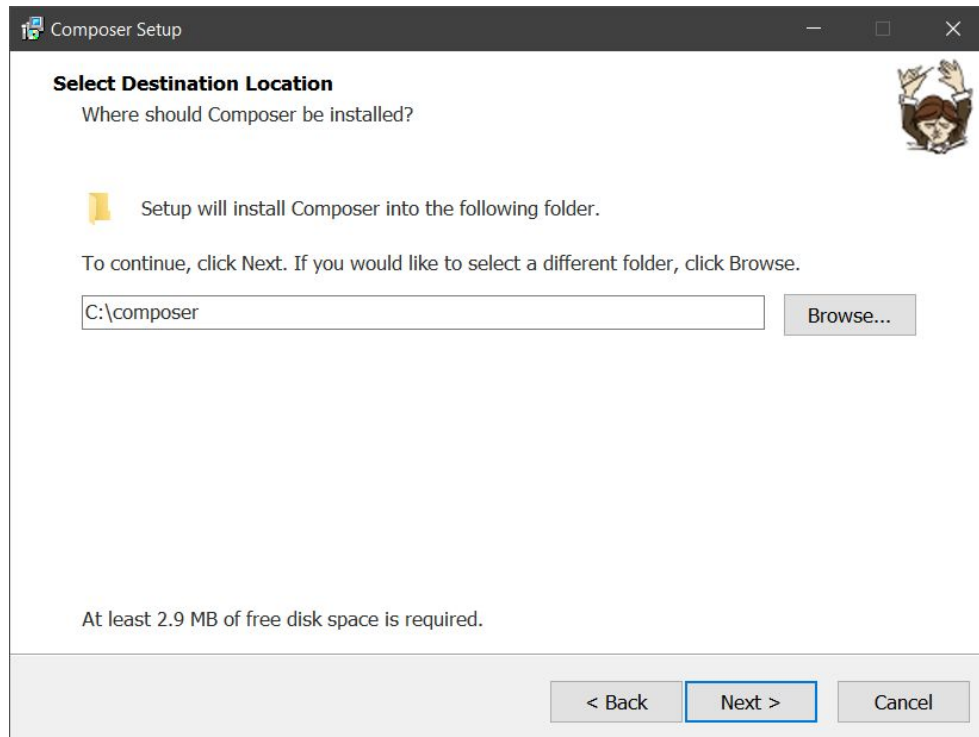 Composer Setup
Select Destination Location
Where should Composer be installed?
Setup will install Composer into the following folder.
To continue, click Next. If you would like to select a different folder, click Browse.
C:\composer
Browse...
At least 2.9 MB of free disk space is required.
< Back
Next >
Cancel